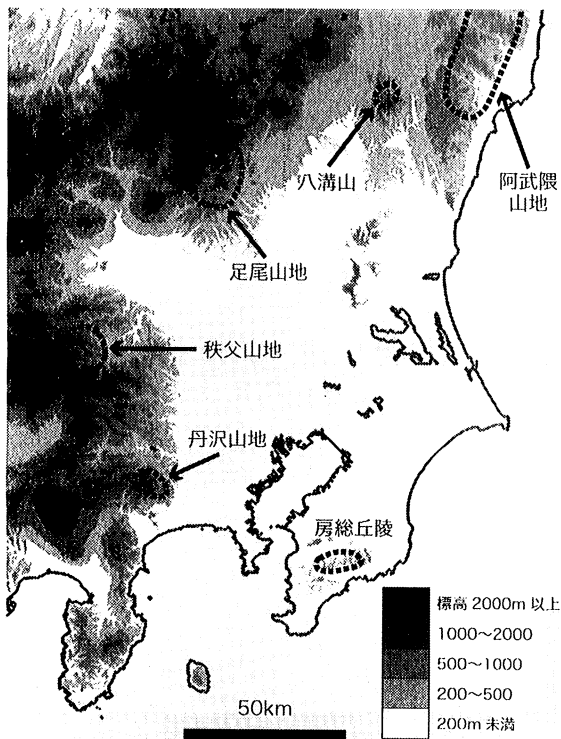 八溝山
阿武隈
山地
足尾山地
秩父山地
丹沢山地
房総丘陵
標高 2000m 以上
1000〜2000
500〜1000
200〜500
200m 未満
50km